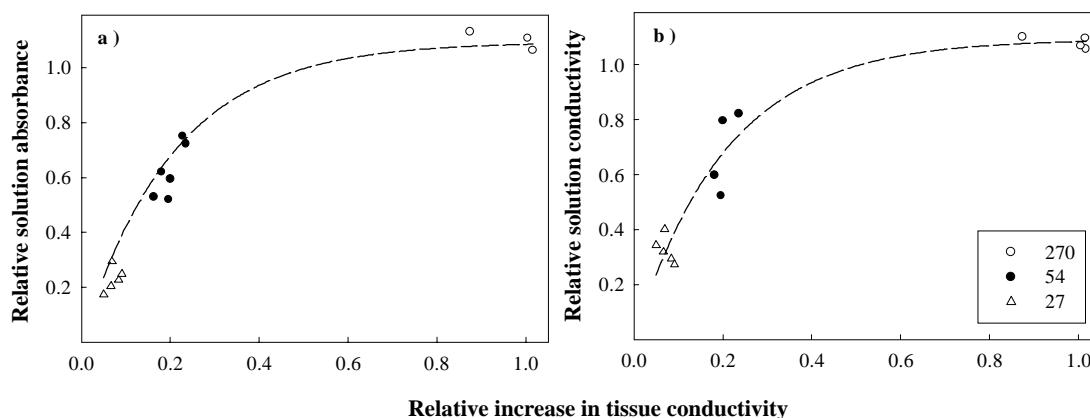 a )
Relative solution absorbance
1.0
0.8
0.6
0.4
0.2
0.0 0.2 0.4 0.6 0.8 1.0
b )
Relative solution conductivity
1.0
0.8
0.6
0.4
0.2
270
54
27
0.0 0.2 0.4 0.6 0.8 1.0
Relative increase in tissue conductivity